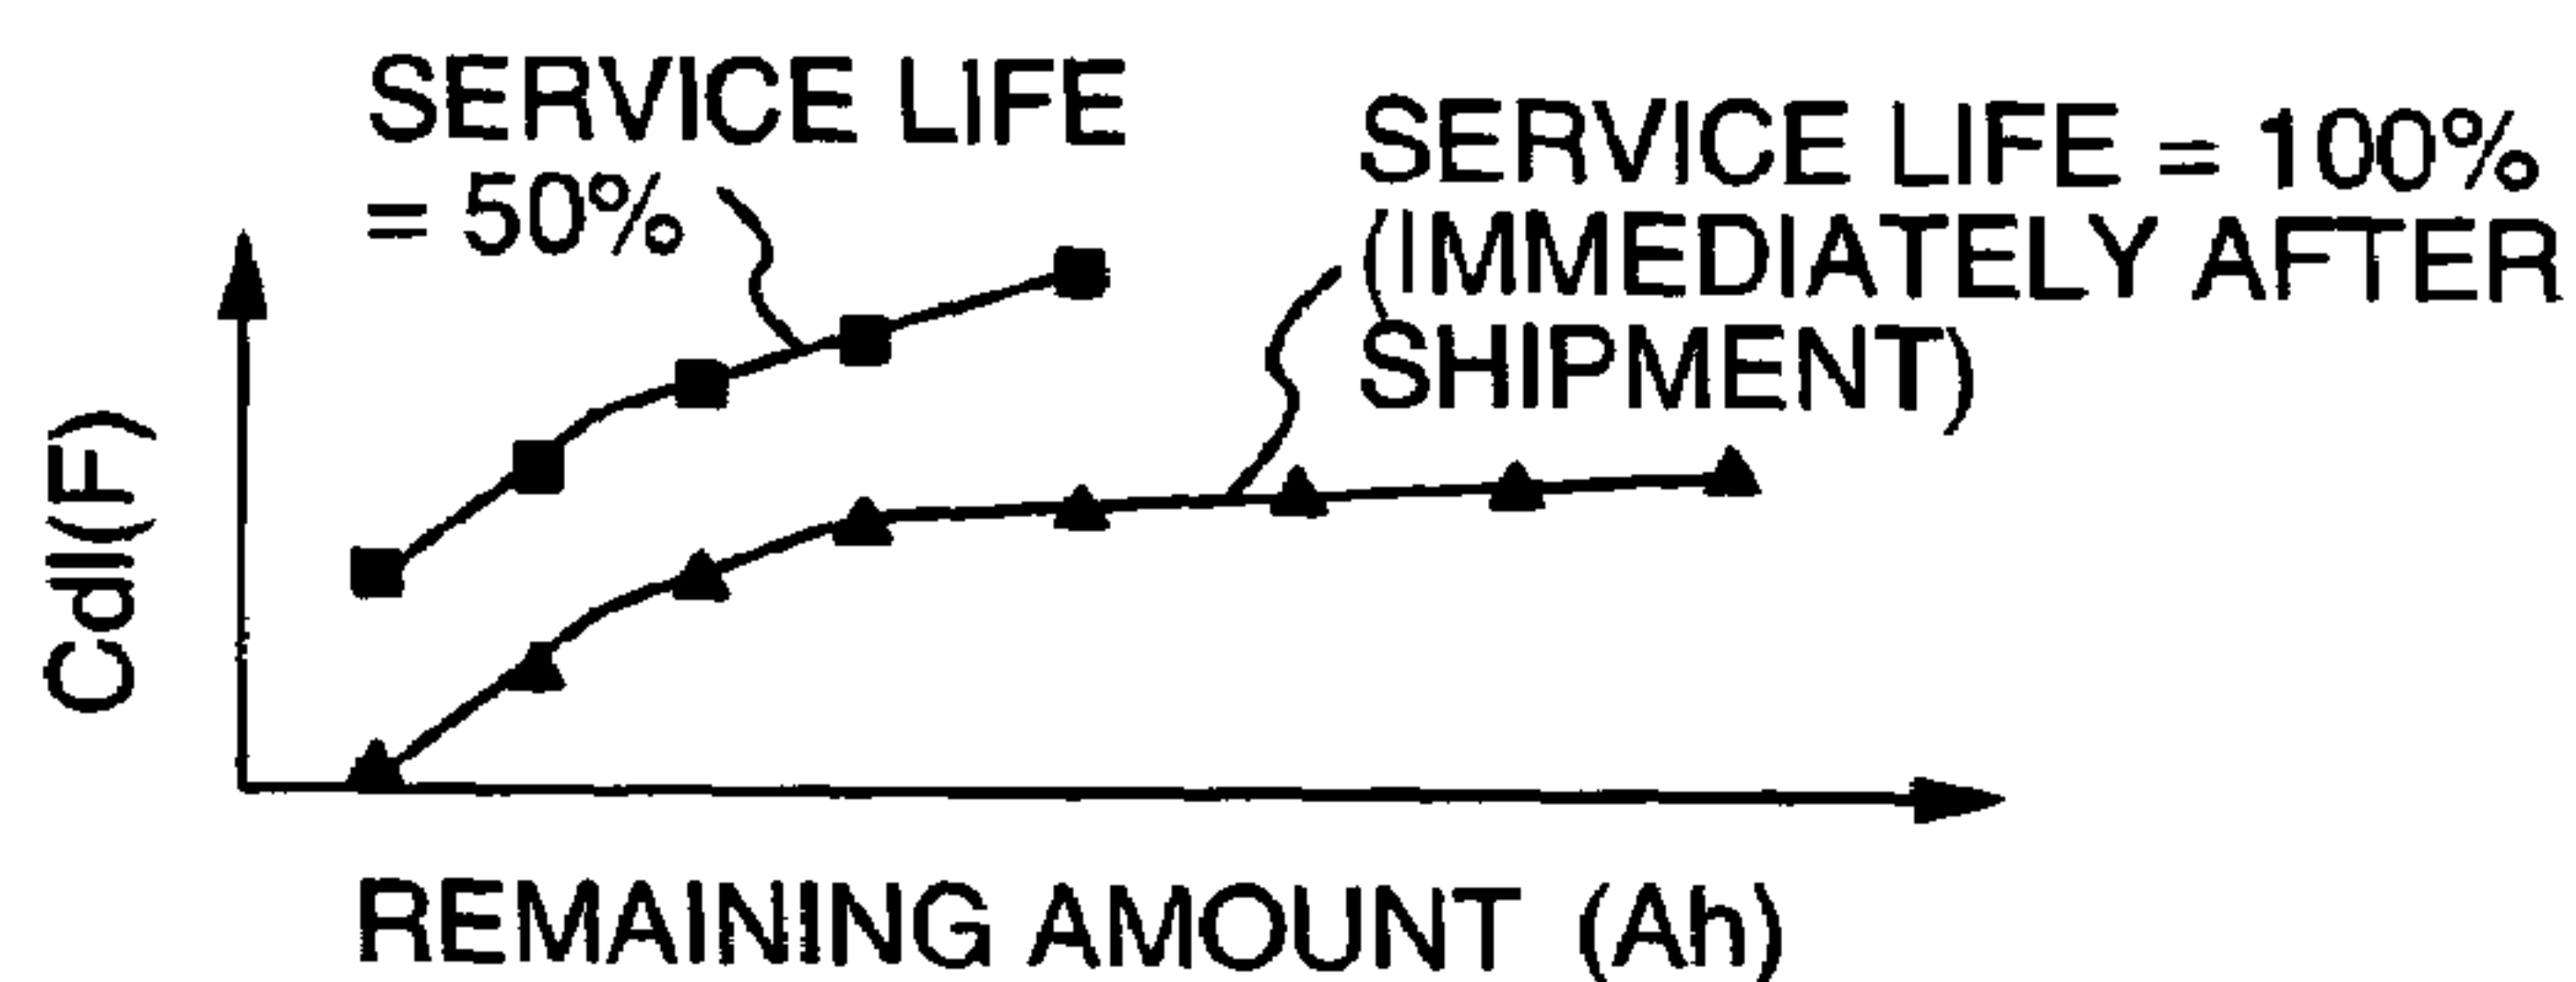 SERVICE LIFE
= 50%
SERVICE LIFE = 100%
(IMMEDIATELY AFTER
SHIPMENT)
Cdl(F)
REMAINING AMOUNT (Ah)